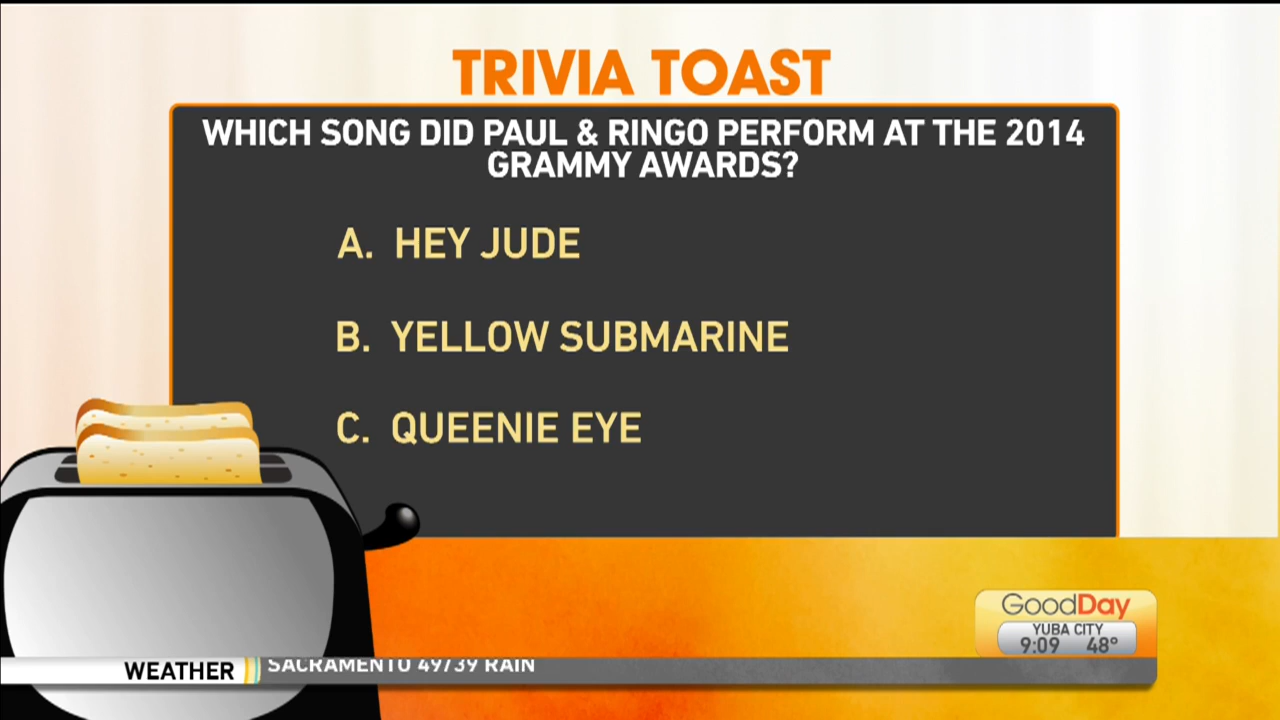 TRIVIA TOAST
WHICH SONG DID PAUL & RINGO PERFORM AT THE 2014
GRAMMY AWARDS?
A. HEY JUDE
B. YELLOW SUBMARINE
C. QUEENIE EYE
GoodDay
YUBA CITY
9:09 48°
WEATHER SACRAMENTO 49/39 RAIN